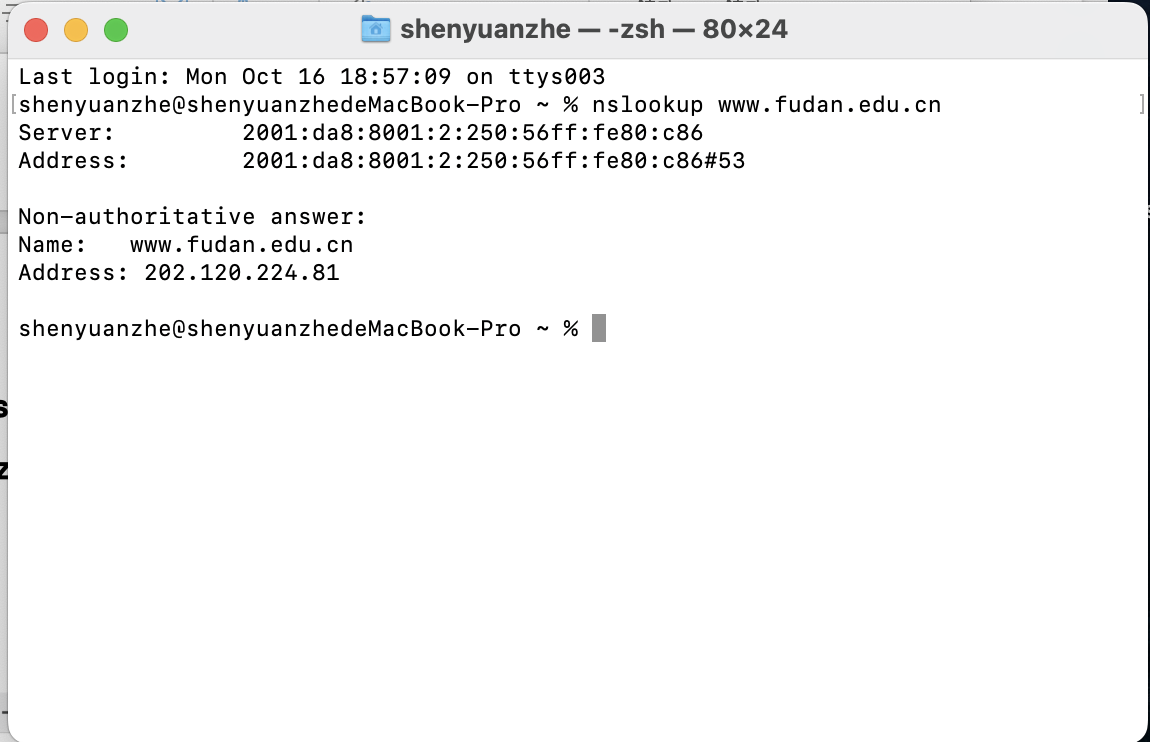 shenyuanzhe — -zsh — 80×24
Last login: Mon Oct 16 18:57:09 on ttys003
[shenyuanzhe@shenyuanzhedeMacBook-Pro ~ % nslookup www.fudan.edu.cn ]
Server: 2001:da8:8001:2:250:56ff:fe80:c86
Address: 2001:da8:8001:2:250:56ff:fe80:c86#53
Non-authoritative answer:
Name: www.fudan.edu.cn
Address: 202.120.224.81
shenyuanzhe@shenyuanzhedeMacBook-Pro ~ %